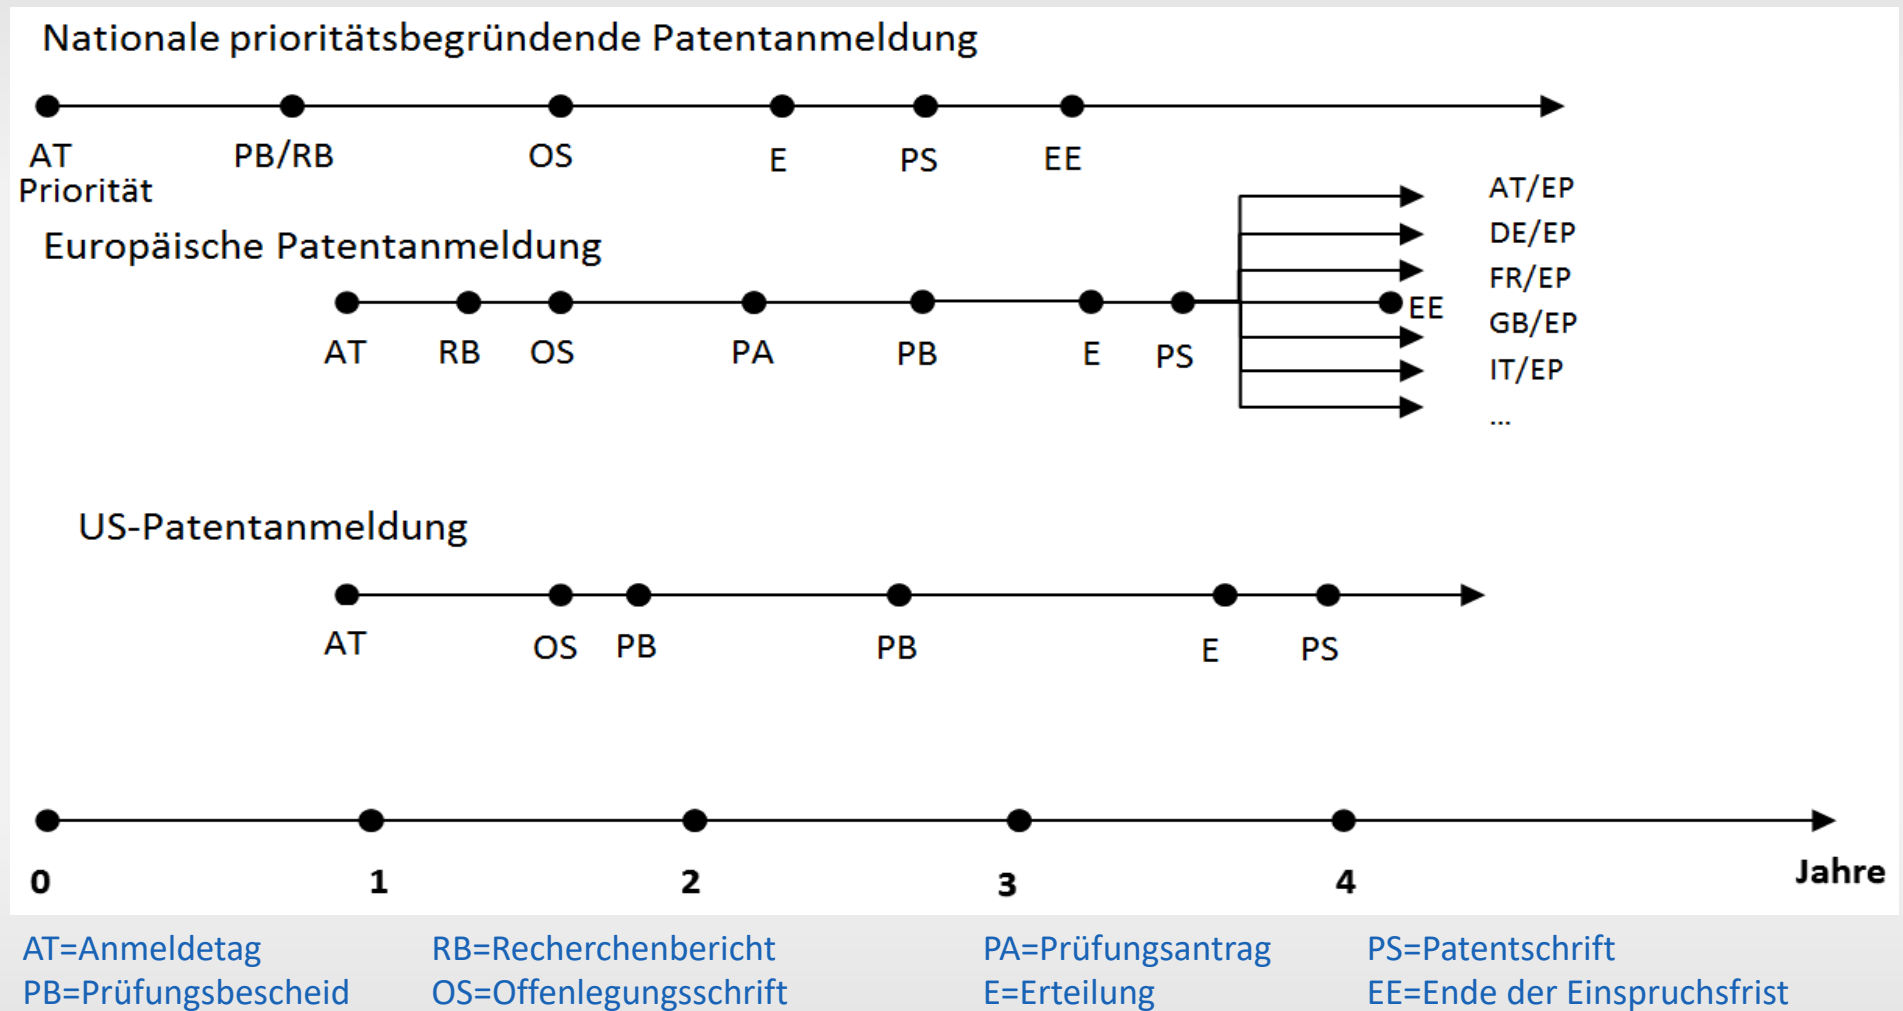 Nationale prioritätsbegründende Patentanmeldung
AT PB/RB OS E PS EE
Priorität
Europäische Patentanmeldung
AT RB OS PA PB E PS EE
AT/EP
DE/EP
FR/EP
GB/EP
IT/EP
...
US-Patentanmeldung
AT OS PB PB E PS
0 1 2 3 4 Jahre
AT=Anmeldetag RB=Recherchenbericht PA=Prüfungsantrag PS=Patentschrift
PB=Prüfungsbescheid OS=Offenlegungsschrift E=Erteilung EE=Ende der Einspruchsfrist